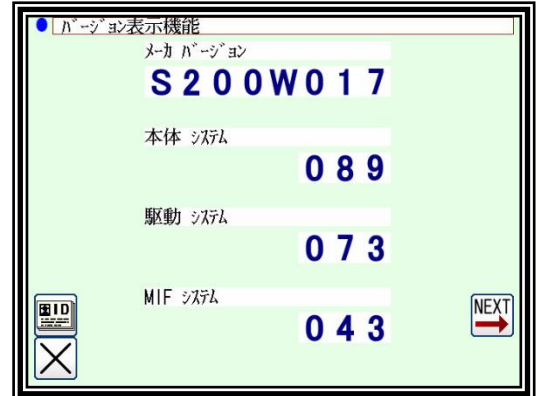 ﾊﾞｰｼﾞｮﾝ表示機能
ﾒｰｶ ﾊﾞｰｼﾞｮﾝ
S200W017
本体 ｼｽﾃﾑ
089
駆動 ｼｽﾃﾑ
073
MIF ｼｽﾃﾑ
043
ID
NEXT